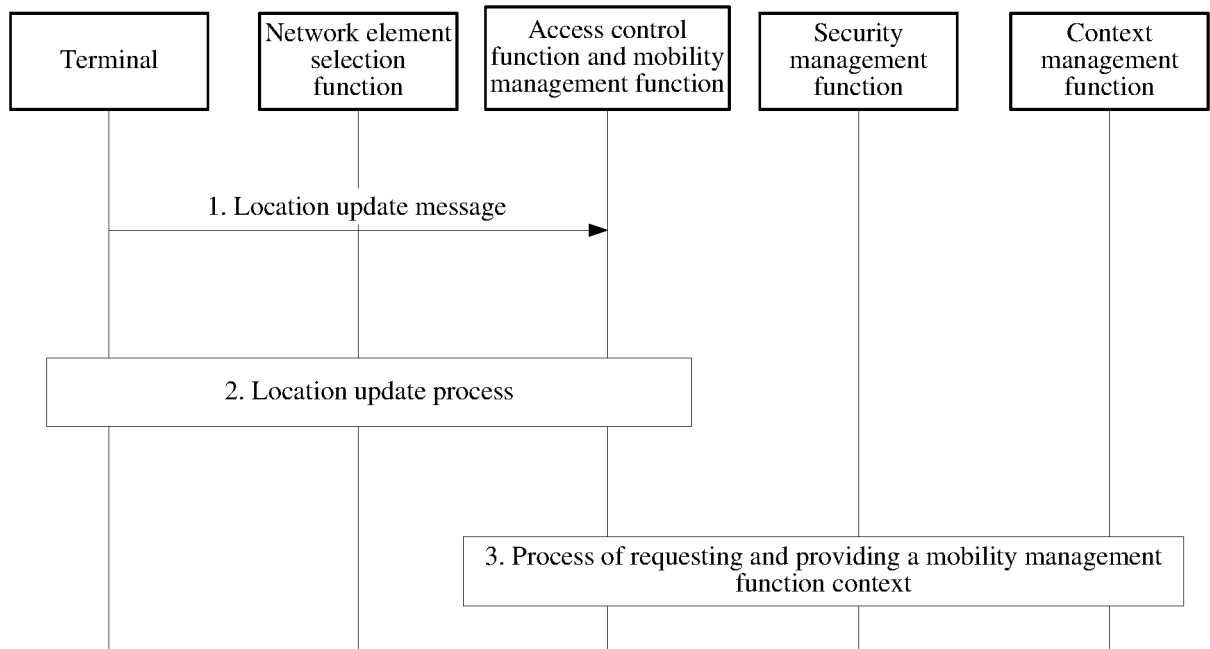 Terminal
Network element
selection
function
Access control
function and mobility
management function
Security
management
function
Context
management
function
1. Location update message
2. Location update process
3. Process of requesting and providing a mobility management
function context